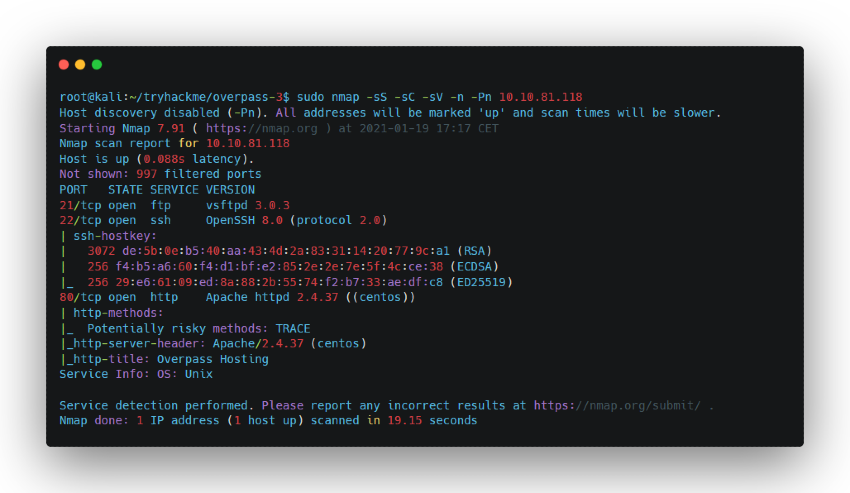 root@kali:~/tryhackme/overpass-3$ sudo nmap -sS -sC -sV -n -Pn 10.10.81.118
Host discovery disabled (-Pn). All addresses will be marked 'up' and scan times will be slower.
Starting Nmap 7.91 ( https://nmap.org ) at 2021-01-19 17:17 CET
Nmap scan report for 10.10.81.118
Host is up (0.088s latency).
Not shown: 997 filtered ports
PORT   STATE SERVICE VERSION
21/tcp open  ftp     vsftpd 3.0.3
22/tcp open  ssh     OpenSSH 8.0 (protocol 2.0)
| ssh-hostkey:
|   3072 de:5b:0e:b5:40:aa:43:4d:2a:83:31:14:20:77:9c:a1 (RSA)
|   256 f4:b5:a6:60:f4:d1:bf:e2:85:2e:2e:7e:5f:4c:ce:38 (ECDSA)
|_  256 29:e6:61:09:ed:8a:88:2b:55:74:f2:b7:33:ae:df:c8 (ED25519)
80/tcp open  http    Apache httpd 2.4.37 ((centos))
| http-methods:
|_  Potentially risky methods: TRACE
|_http-server-header: Apache/2.4.37 (centos)
|_http-title: Overpass Hosting
Service Info: OS: Unix
Service detection performed. Please report any incorrect results at https://nmap.org/submit/ .
Nmap done: 1 IP address (1 host up) scanned in 19.15 seconds